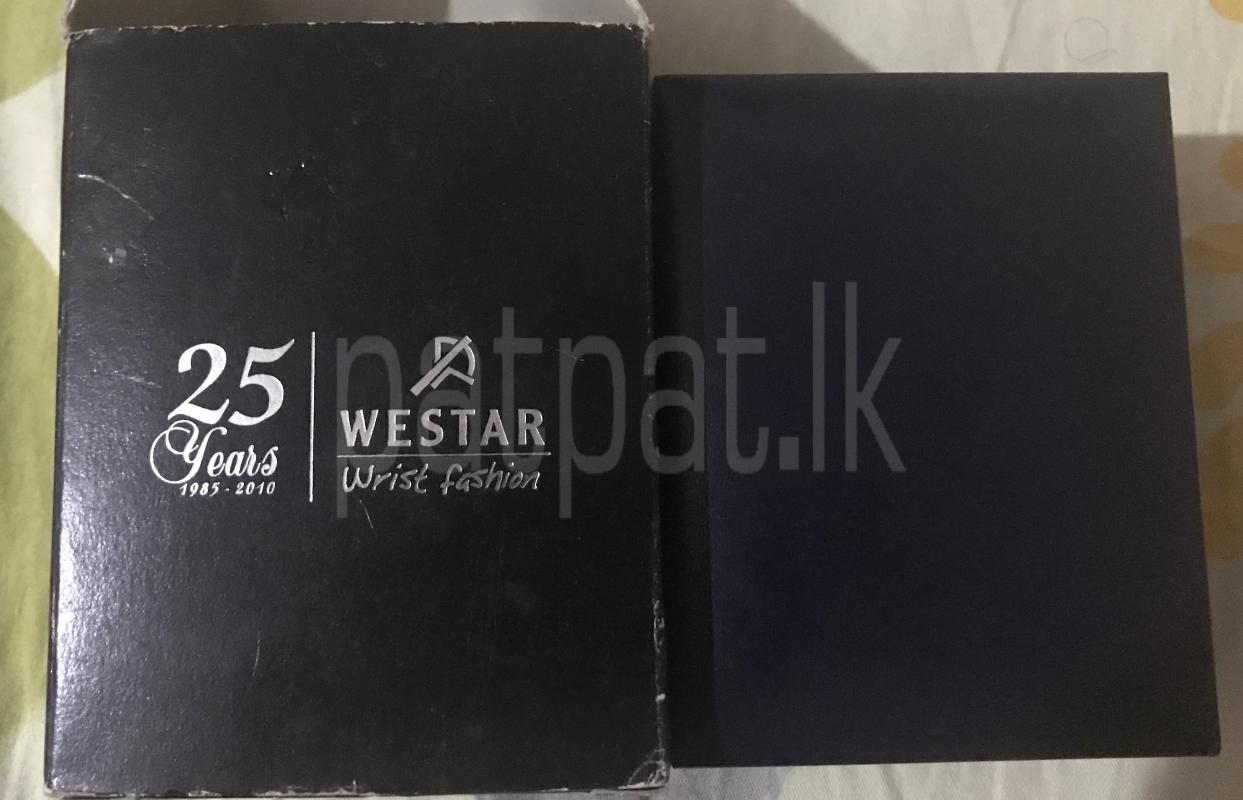 25
Years
1985 - 2010
WESTAR
Wrist fashion
patpat.lk